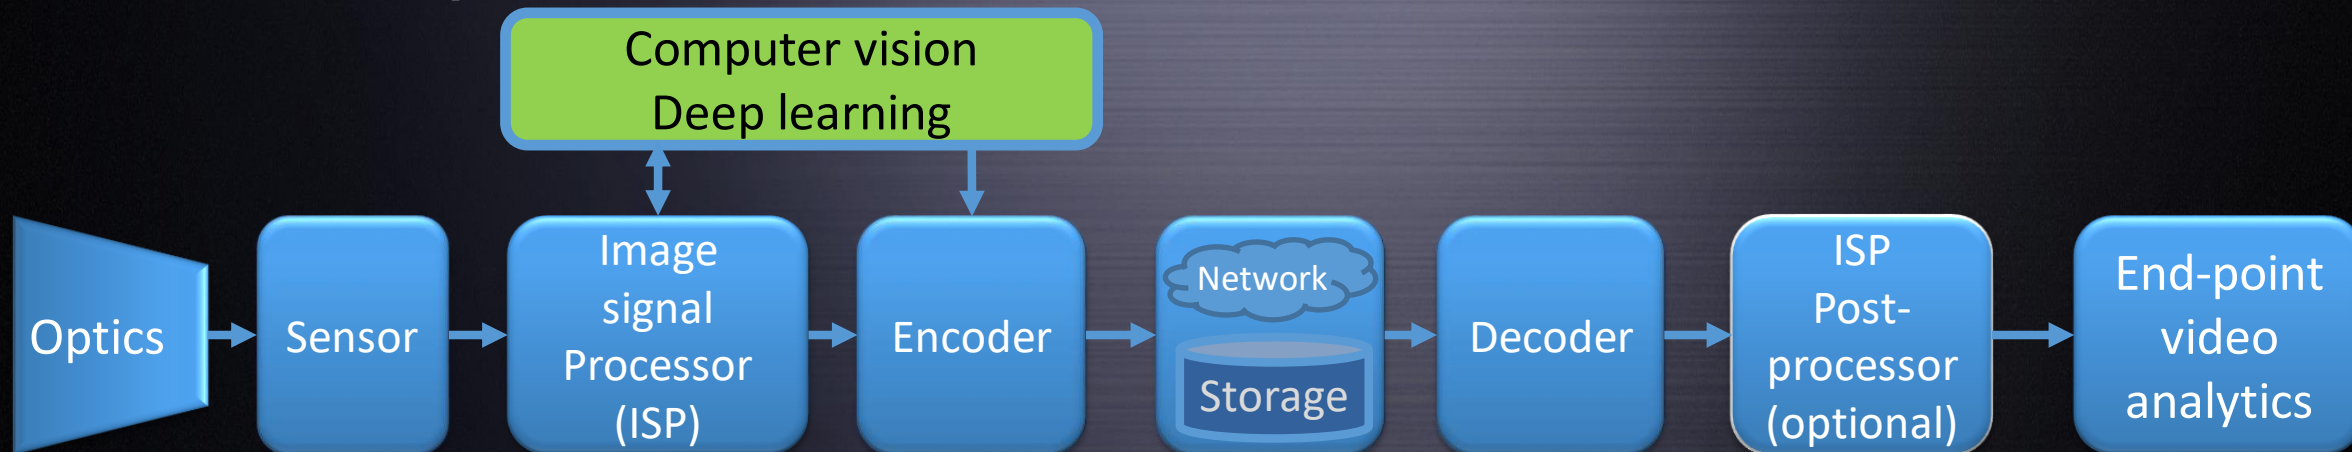 Computer vision
Deep learning
Optics
Sensor
Image
signal
Processor
(ISP)
Encoder
Network
Storage
Decoder
ISP
Post-
processor
(optional)
End-point
video
analytics